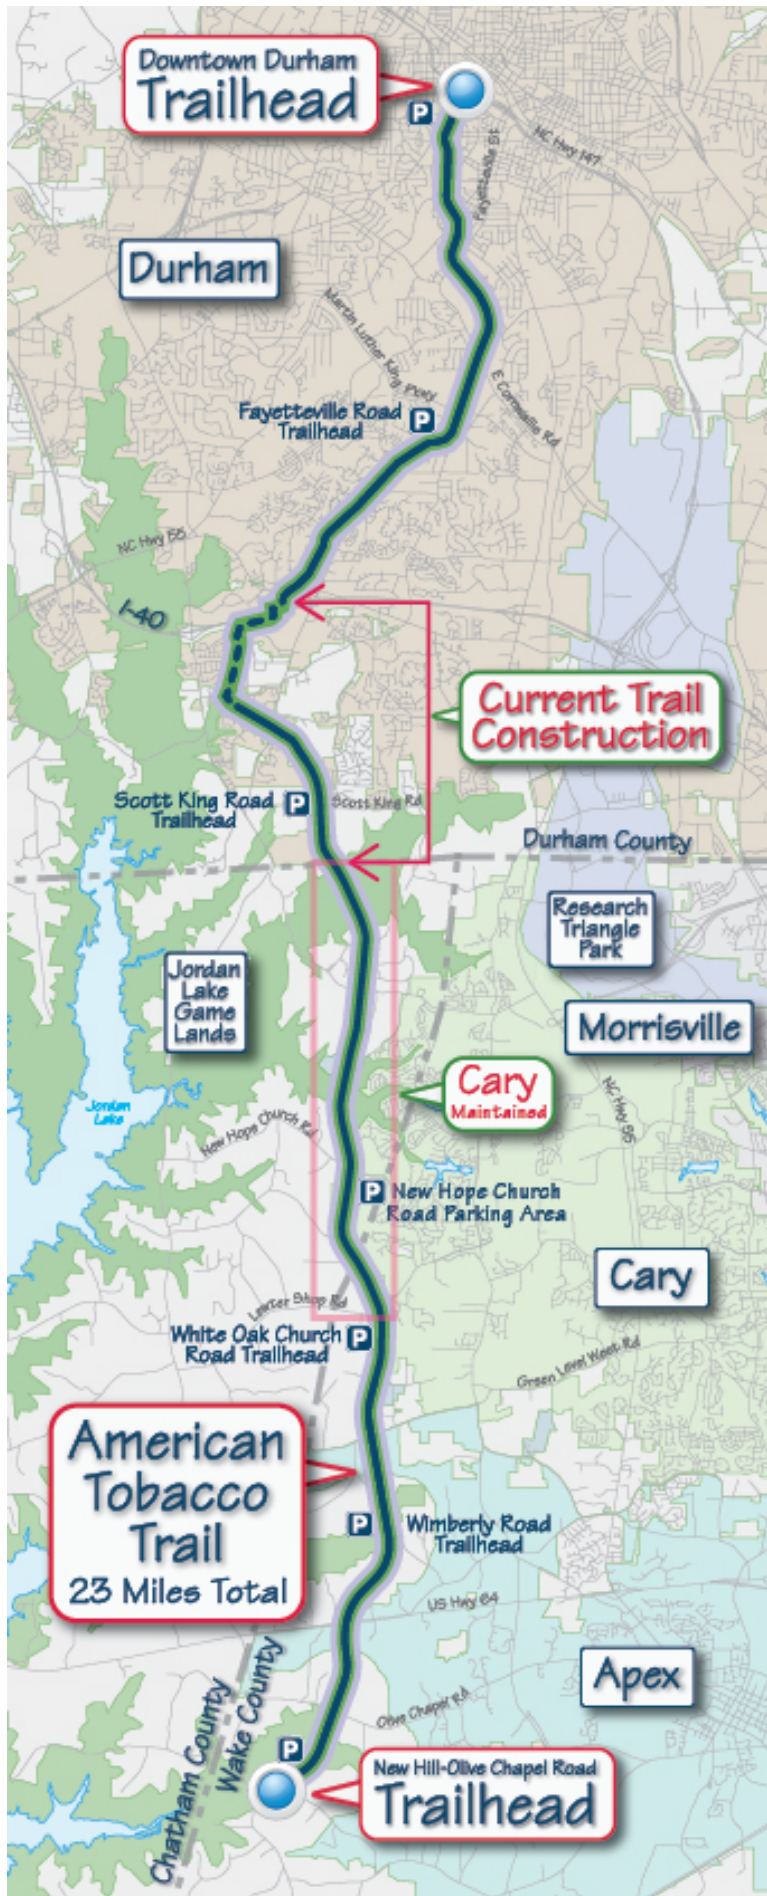 Downtown Durham
Trailhead
P
NC Hwy 147
Fayetteville St
Durham
Martin Luther King Pkwy
E Cornwallis Rd
Fayetteville Road
Trailhead
P
NC Hwy 55
I-40
Current Trail
Construction
Scott King Road
Trailhead
P
Scott King Rd
Durham County
Research
Triangle
Park
Jordan
Lake
Game
Lands
Morrisville
Cary
Maintained
Jordan
Lake
NC Hwy 55
New Hope Church Rd
P
New Hope Church
Road Parking Area
Cary
Lewter Shop Rd
White Oak Church
Road Trailhead
P
Green Level West Rd
American
Tobacco
Trail
23 Miles Total
P
Wimberly Road
Trailhead
US Hwy 64
Apex
Chatham County
Wake County
Olive Chapel Rd
P
New Hill-Olive Chapel Road
Trailhead